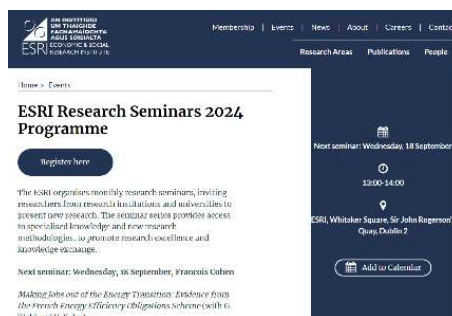 AN INSTITIÚID
UM THAIGHDE
EACNAMAÍOCHTA
AGUS SÓISIALTA
ESRI ECONOMIC & SOCIAL
RESEARCH INSTITUTE
Membership | Events | News | About | Careers | Contac
Research Areas Publications People
Home > Events
ESRI Research Seminars 2024
Programme
Register here
The ESRI organises monthly research seminars, inviting
researchers from research institutions and universities to
present new research. The seminar series provides access
to specialised knowledge and new research
methodologies, to promote research excellence and
knowledge exchange.
Next seminar: Wednesday, 18 September, Francois Cohen
Making Jobs out of the Energy Transition: Evidence from
the French Energy Efficiency Obligations Scheme (with G.
Next seminar: Wednesday, 18 September
13:00-14:00
ESRI, Whitaker Square, Sir John Rogerson'
Quay, Dublin 2
Add to Calendar